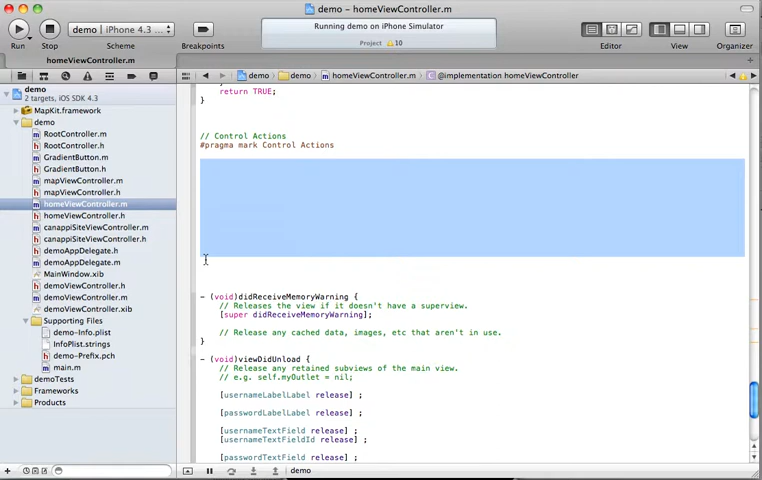 demo – homeViewController.m
Run
Stop
demo | iPhone 4.3 ...
Scheme
Breakpoints
Running demo on iPhone Simulator
Project 10
Editor
View
Organizer
homeViewController.m
demo
demo
homeViewController.m
@implementation homeViewController
demo
2 targets, iOS SDK 4.3
MapKit.framework
demo
RootController.m
RootController.h
GradientButton.m
GradientButton.h
mapViewController.m
mapViewController.h
homeViewController.m
homeViewController.h
canappiSiteViewController.m
canappiSiteViewController.h
demoAppDelegate.h
demoAppDelegate.m
MainWindow.xib
demoViewController.h
demoViewController.m
demoViewController.xib
Supporting Files
demo-Info.plist
InfoPlist.strings
demo-Prefix.pch
main.m
demoTests
Frameworks
Products
return TRUE;
}
// Control Actions
#pragma mark Control Actions
- (void)didReceiveMemoryWarning {
// Releases the view if it doesn't have a superview.
[super didReceiveMemoryWarning];
// Release any cached data, images, etc that aren't in use.
}
- (void)viewDidUnload {
// Release any retained subviews of the main view.
// e.g. self.myOutlet = nil;
[usernameLabelLabel release] ;
[passwordLabelLabel release] ;
[usernameTextField release] ;
[usernameTextFieldId release] ;
[passwordTextField release] ;
demo